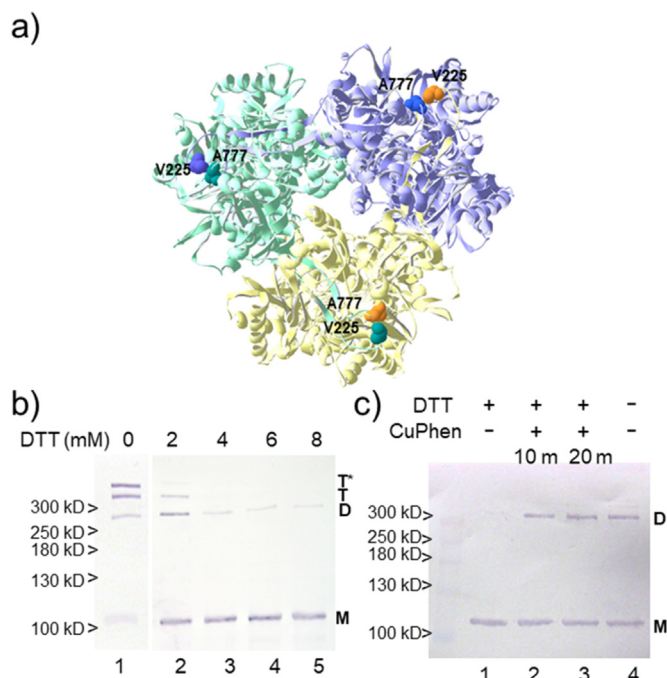 a)
A777 V225
V225 A777
A777
V225
b)
DTT (mM) 0 2 4 6 8
T*
T
D
300 kD>
250 kD>
180 kD>
130 kD>
100 kD>
M
1 2 3 4 5
c)
DTT + + + -
CuPhen - + + -
10 m 20 m
300 kD>
250 kD>
180 kD>
130 kD>
100 kD>
D
M
1 2 3 4